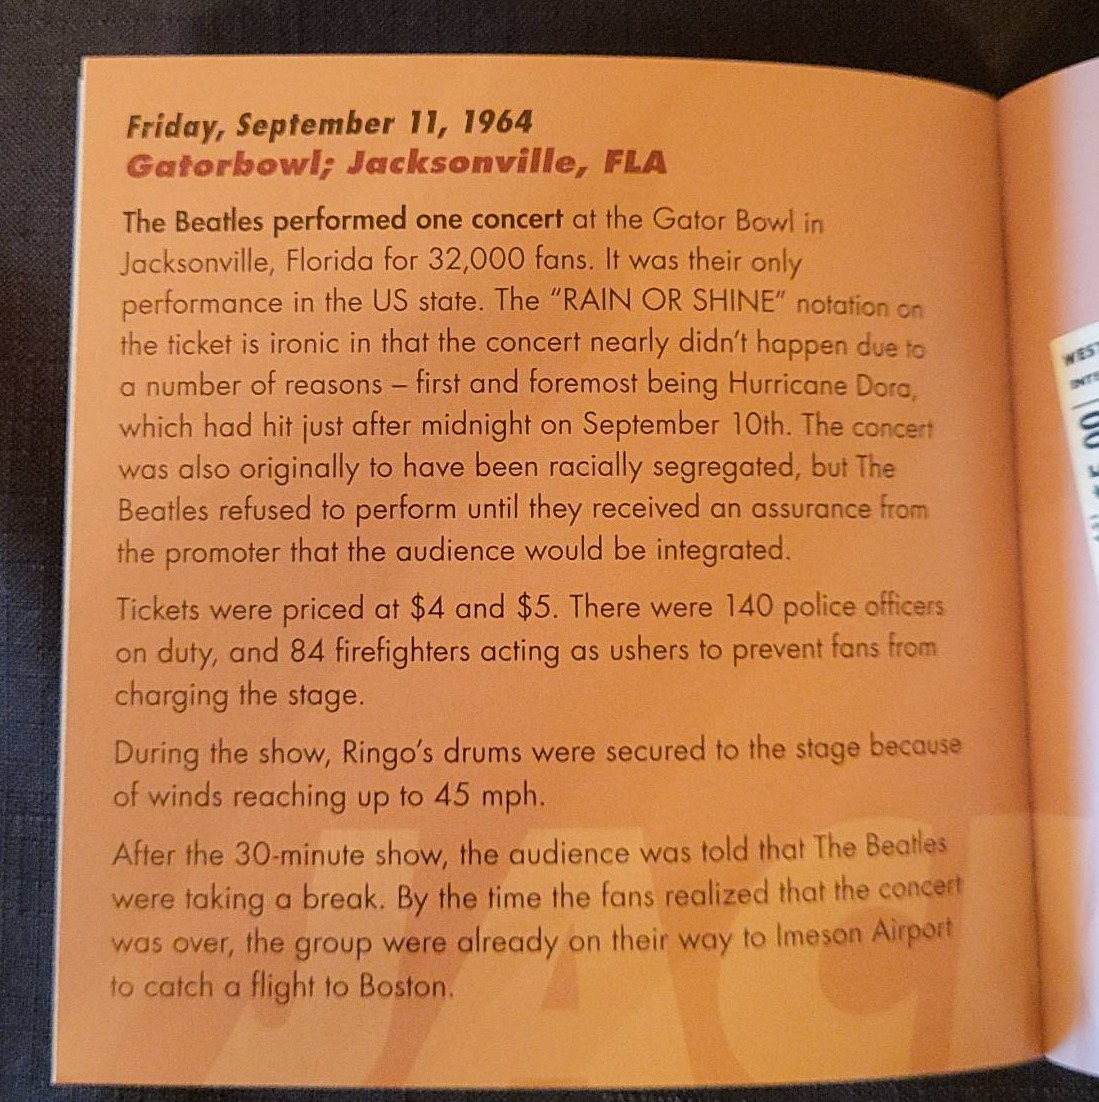 Friday, September 11, 1964
Gatorbowl; Jacksonville, FLA
The Beatles performed one concert at the Gator Bowl in
Jacksonville, Florida for 32,000 fans. It was their only
performance in the US state. The “RAIN OR SHINE” notation on
the ticket is ironic in that the concert nearly didn’t happen due to
a number of reasons – first and foremost being Hurricane Dora,
which had hit just after midnight on September 10th. The concert
was also originally to have been racially segregated, but The
Beatles refused to perform until they received an assurance from
the promoter that the audience would be integrated.
Tickets were priced at $4 and $5. There were 140 police officers
on duty, and 84 firefighters acting as ushers to prevent fans from
charging the stage.
During the show, Ringo’s drums were secured to the stage because
of winds reaching up to 45 mph.
After the 30-minute show, the audience was told that The Beatles
were taking a break. By the time the fans realized that the concert
was over, the group were already on their way to Imeson Airport
to catch a flight to Boston.
JAC
WEST